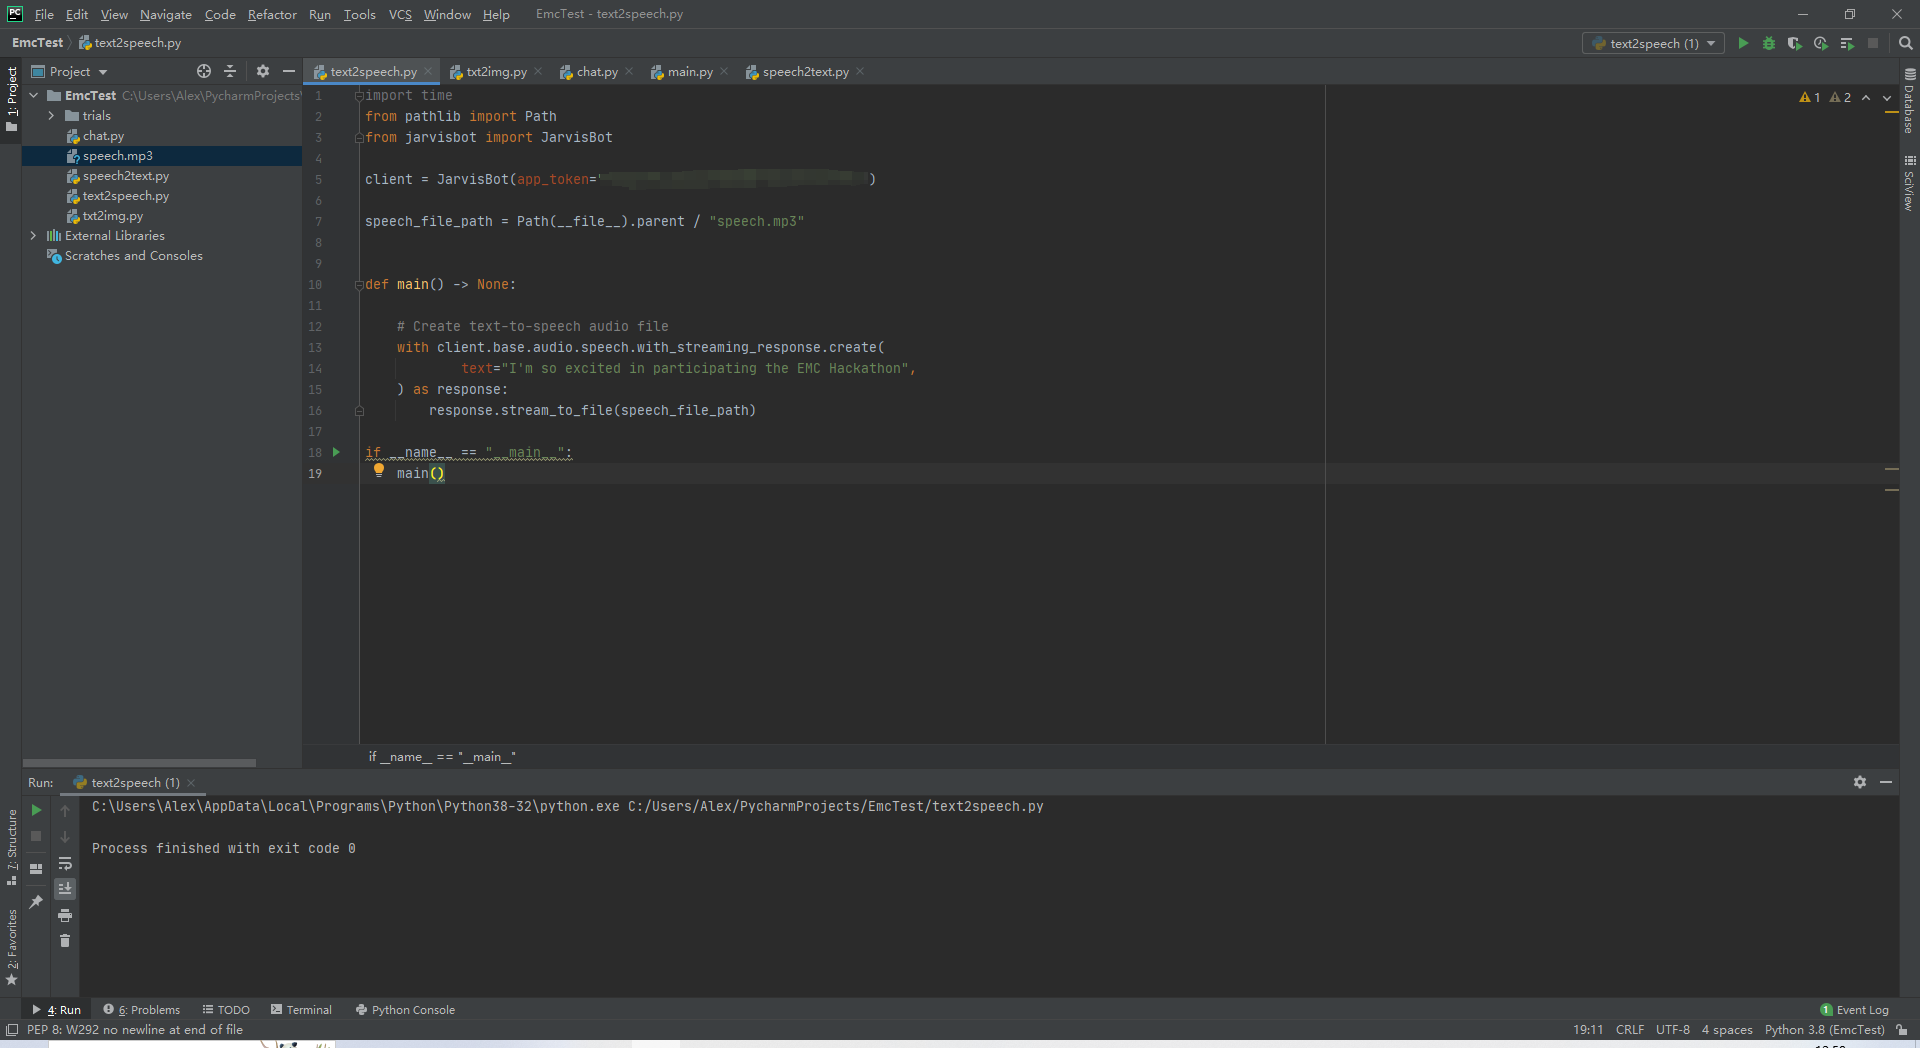 PC File Edit View Navigate Code Refactor Run Tools VCS Window Help EmcTest - text2speech.py
EmcTest text2speech.py text2speech (1)
Project text2speech.py txt2img.py chat.py main.py speech2text.py
EmcTest C:\Users\Alex\PycharmProjects\
trials
chat.py
speech.mp3
speech2text.py
text2speech.py
txt2img.py
External Libraries
Scratches and Consoles
1: Project
7: Structure
2: Favorites
1 import time
2 from pathlib import Path
3 from jarvisbot import JarvisBot
4
5 client = JarvisBot(app_token=' )
6
7 speech_file_path = Path(__file__).parent / "speech.mp3"
8
9
10 def main() -> None:
11
12 # Create text-to-speech audio file
13 with client.base.audio.speech.with_streaming_response.create(
14 text="I'm so excited in participating the EMC Hackathon",
15 ) as response:
16 response.stream_to_file(speech_file_path)
17
18 if __name__ == "__main__":
19 main()
1 2
Database
SciView
if __name__ == "__main__"
Run: text2speech (1)
C:\Users\Alex\AppData\Local\Programs\Python\Python38-32\python.exe C:/Users/Alex/PycharmProjects/EmcTest/text2speech.py
Process finished with exit code 0
4: Run 6: Problems TODO Terminal Python Console 1 Event Log
PEP 8: W292 no newline at end of file 19:11 CRLF UTF-8 4 spaces Python 3.8 (EmcTest)